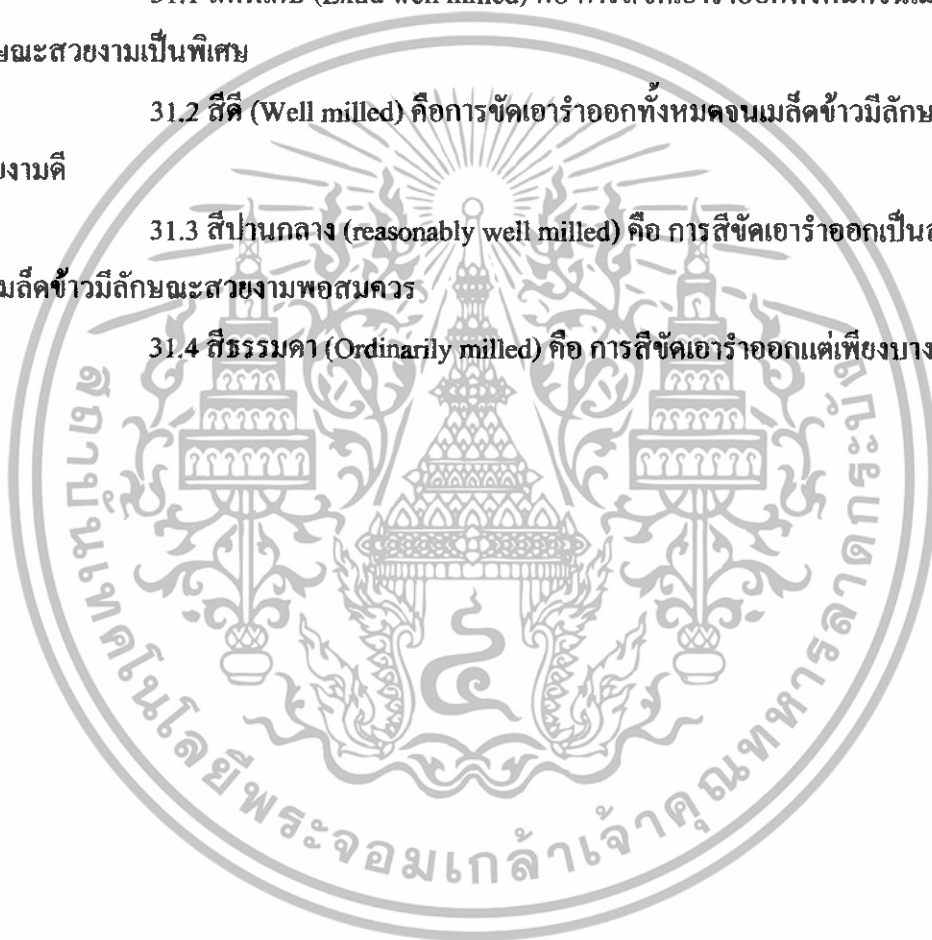 31.1 (Extra well milled) คือ
ษณะสวยงามเป็นพิเศษ
31.2 สีดี (Well milled) คือการขัดเอารำออกทั้งหมดจนเมล็ดข้าวมีลักษ
ยงามดี
31.3 สีปานกลาง (reasonably well milled) คือ การสีขัดเอารำออกเป็นส
มล็ดข้าวมีลักษณะสวยงามพอสมควร
31.4 สีธรรมดา (Ordinarily milled) คือ การสีขัดเอารำออกแต่เพียงบาง
สถาบันเทคโนโลยีพระจอมเกล้าเจ้าคุณทหารลาดกระบัง
๔